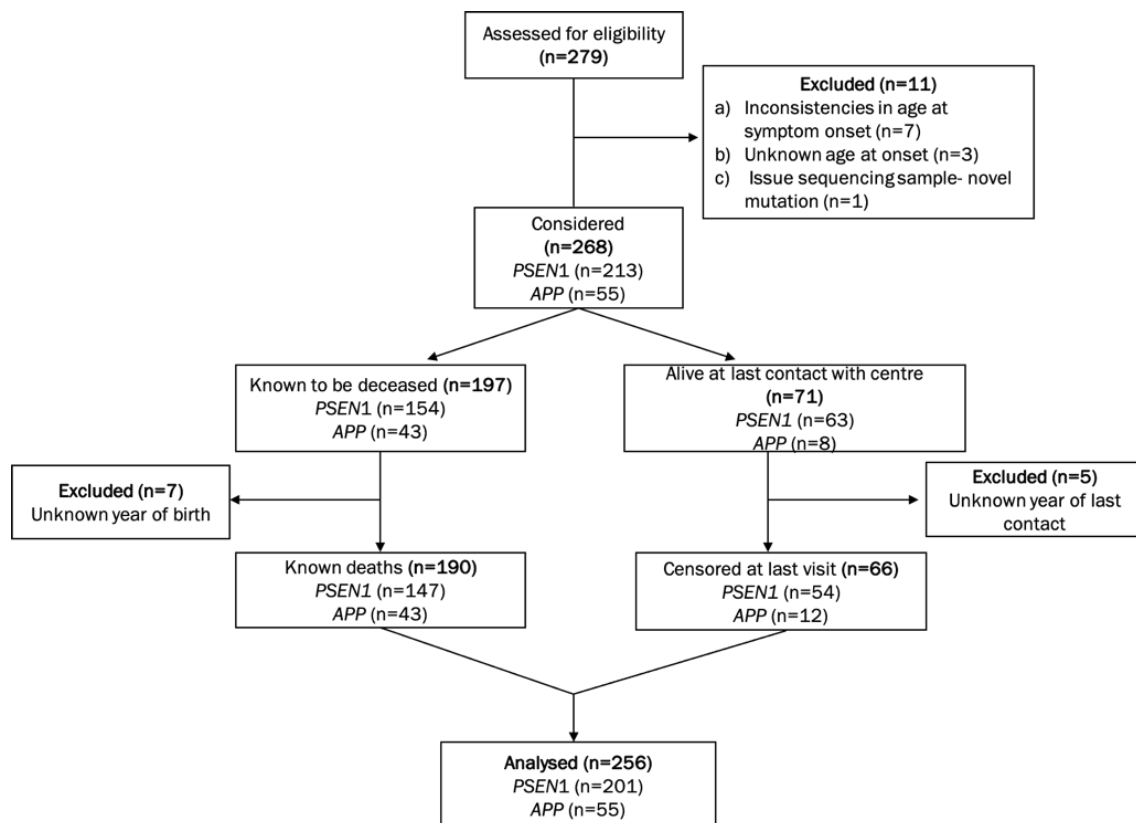 Assessed for eligibility
(n=279)
Excluded (n=11)
a) Inconsistencies in age at
symptom onset (n=7)
b) Unknown age at onset (n=3)
c) Issue sequencing sample- novel
mutation (n=1)
Considered
(n=268)
PSEN1 (n=213)
APP (n=55)
Known to be deceased (n=197)
PSEN1 (n=154)
APP (n=43)
Alive at last contact with centre
(n=71)
PSEN1 (n=63)
APP (n=8)
Excluded (n=7)
Unknown year of birth
Excluded (n=5)
Unknown year of last
contact
Known deaths (n=190)
PSEN1 (n=147)
APP (n=43)
Censored at last visit (n=66)
PSEN1 (n=54)
APP (n=12)
Analysed (n=256)
PSEN1 (n=201)
APP (n=55)